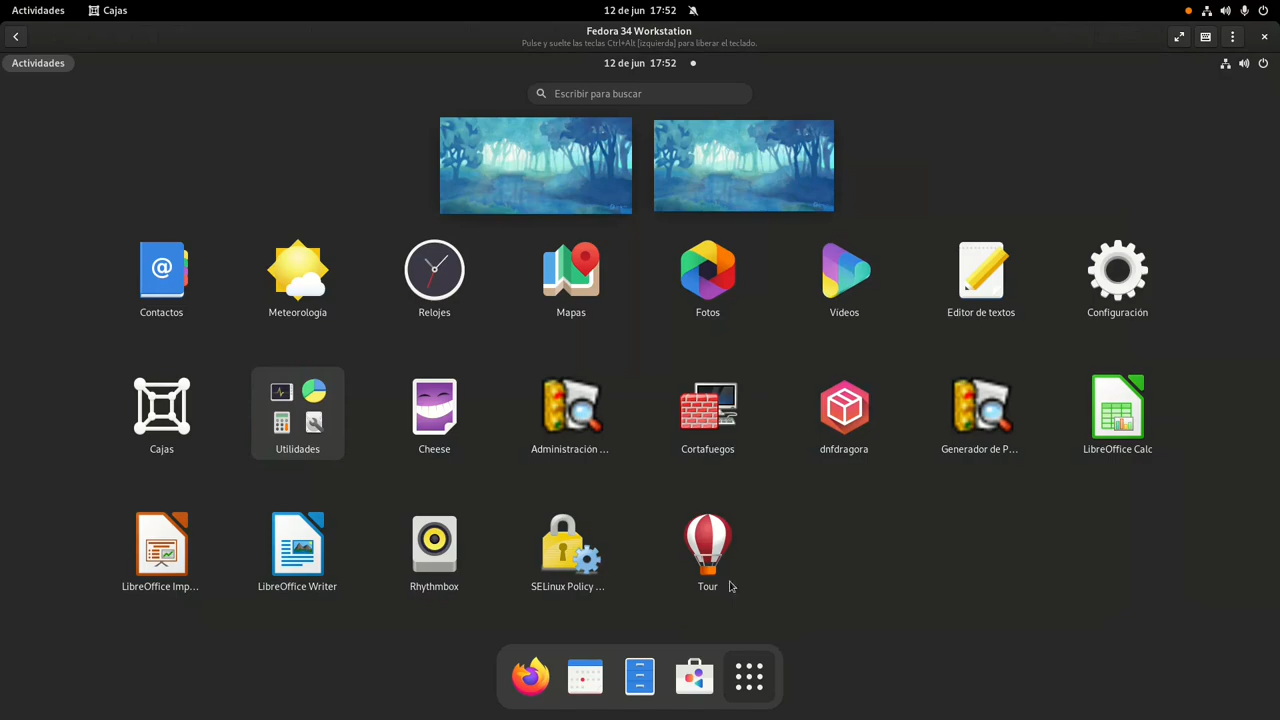 Actividades Cajas 12 de jun 17:52
Fedora 34 Workstation
Pulse y suelte las teclas Ctrl+Alt [izquierda] para liberar el teclado.
Actividades 12 de jun 17:52
Escribir para buscar
Contactos Meteorología Relojes Mapas Fotos Vídeos Editor de textos Configuración
Cajas Utilidades Cheese Administración ... Cortafuegos dnfdragora Generador de P... LibreOffice Calc
LibreOffice Imp... LibreOffice Writer Rhythmbox SELinux Policy ... Tour